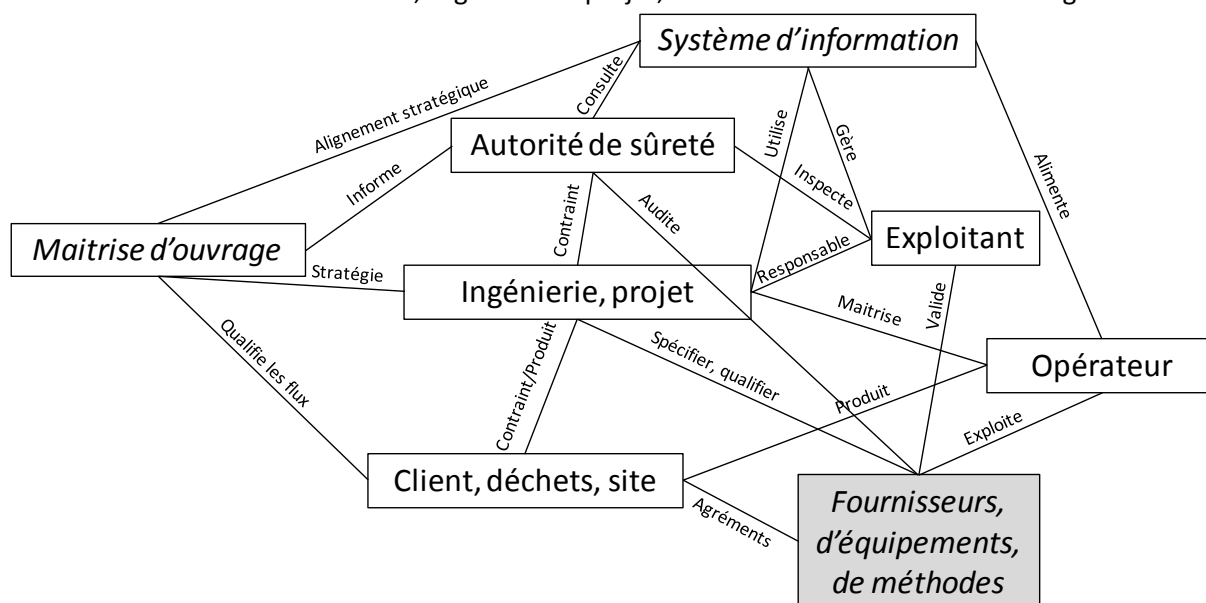 Système d'information
Alignement stratégique
Consulte
Autorité de sûreté
Utilise
Gère
Alimente
Informe
Inspecte
Maitrise d'ouvrage
Contraint
Audite
Exploitant
Stratégie
Ingénierie, projet
Responsable
Maitrise
Valide
Qualifie les flux
Contraint/Produit
Spécifier, qualifier
Opérateur
Produit
Exploite
Client, déchets, site
Agréments
Fournisseurs,
d'équipements,
de méthodes